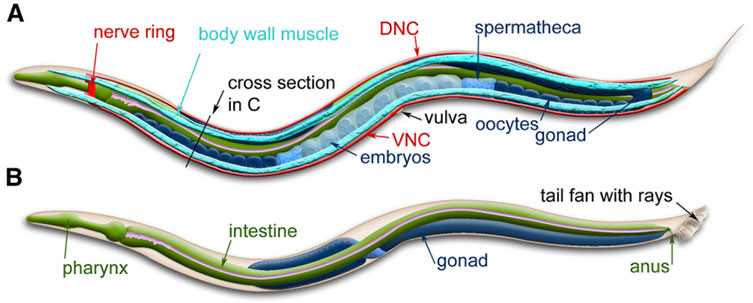 A
nerve ring
body wall muscle
DNC
spermatheca
cross section
in C
vulva
oocytes
gonad
VNC
embryos
B
tail fan with rays
intestine
pharynx
gonad
anus